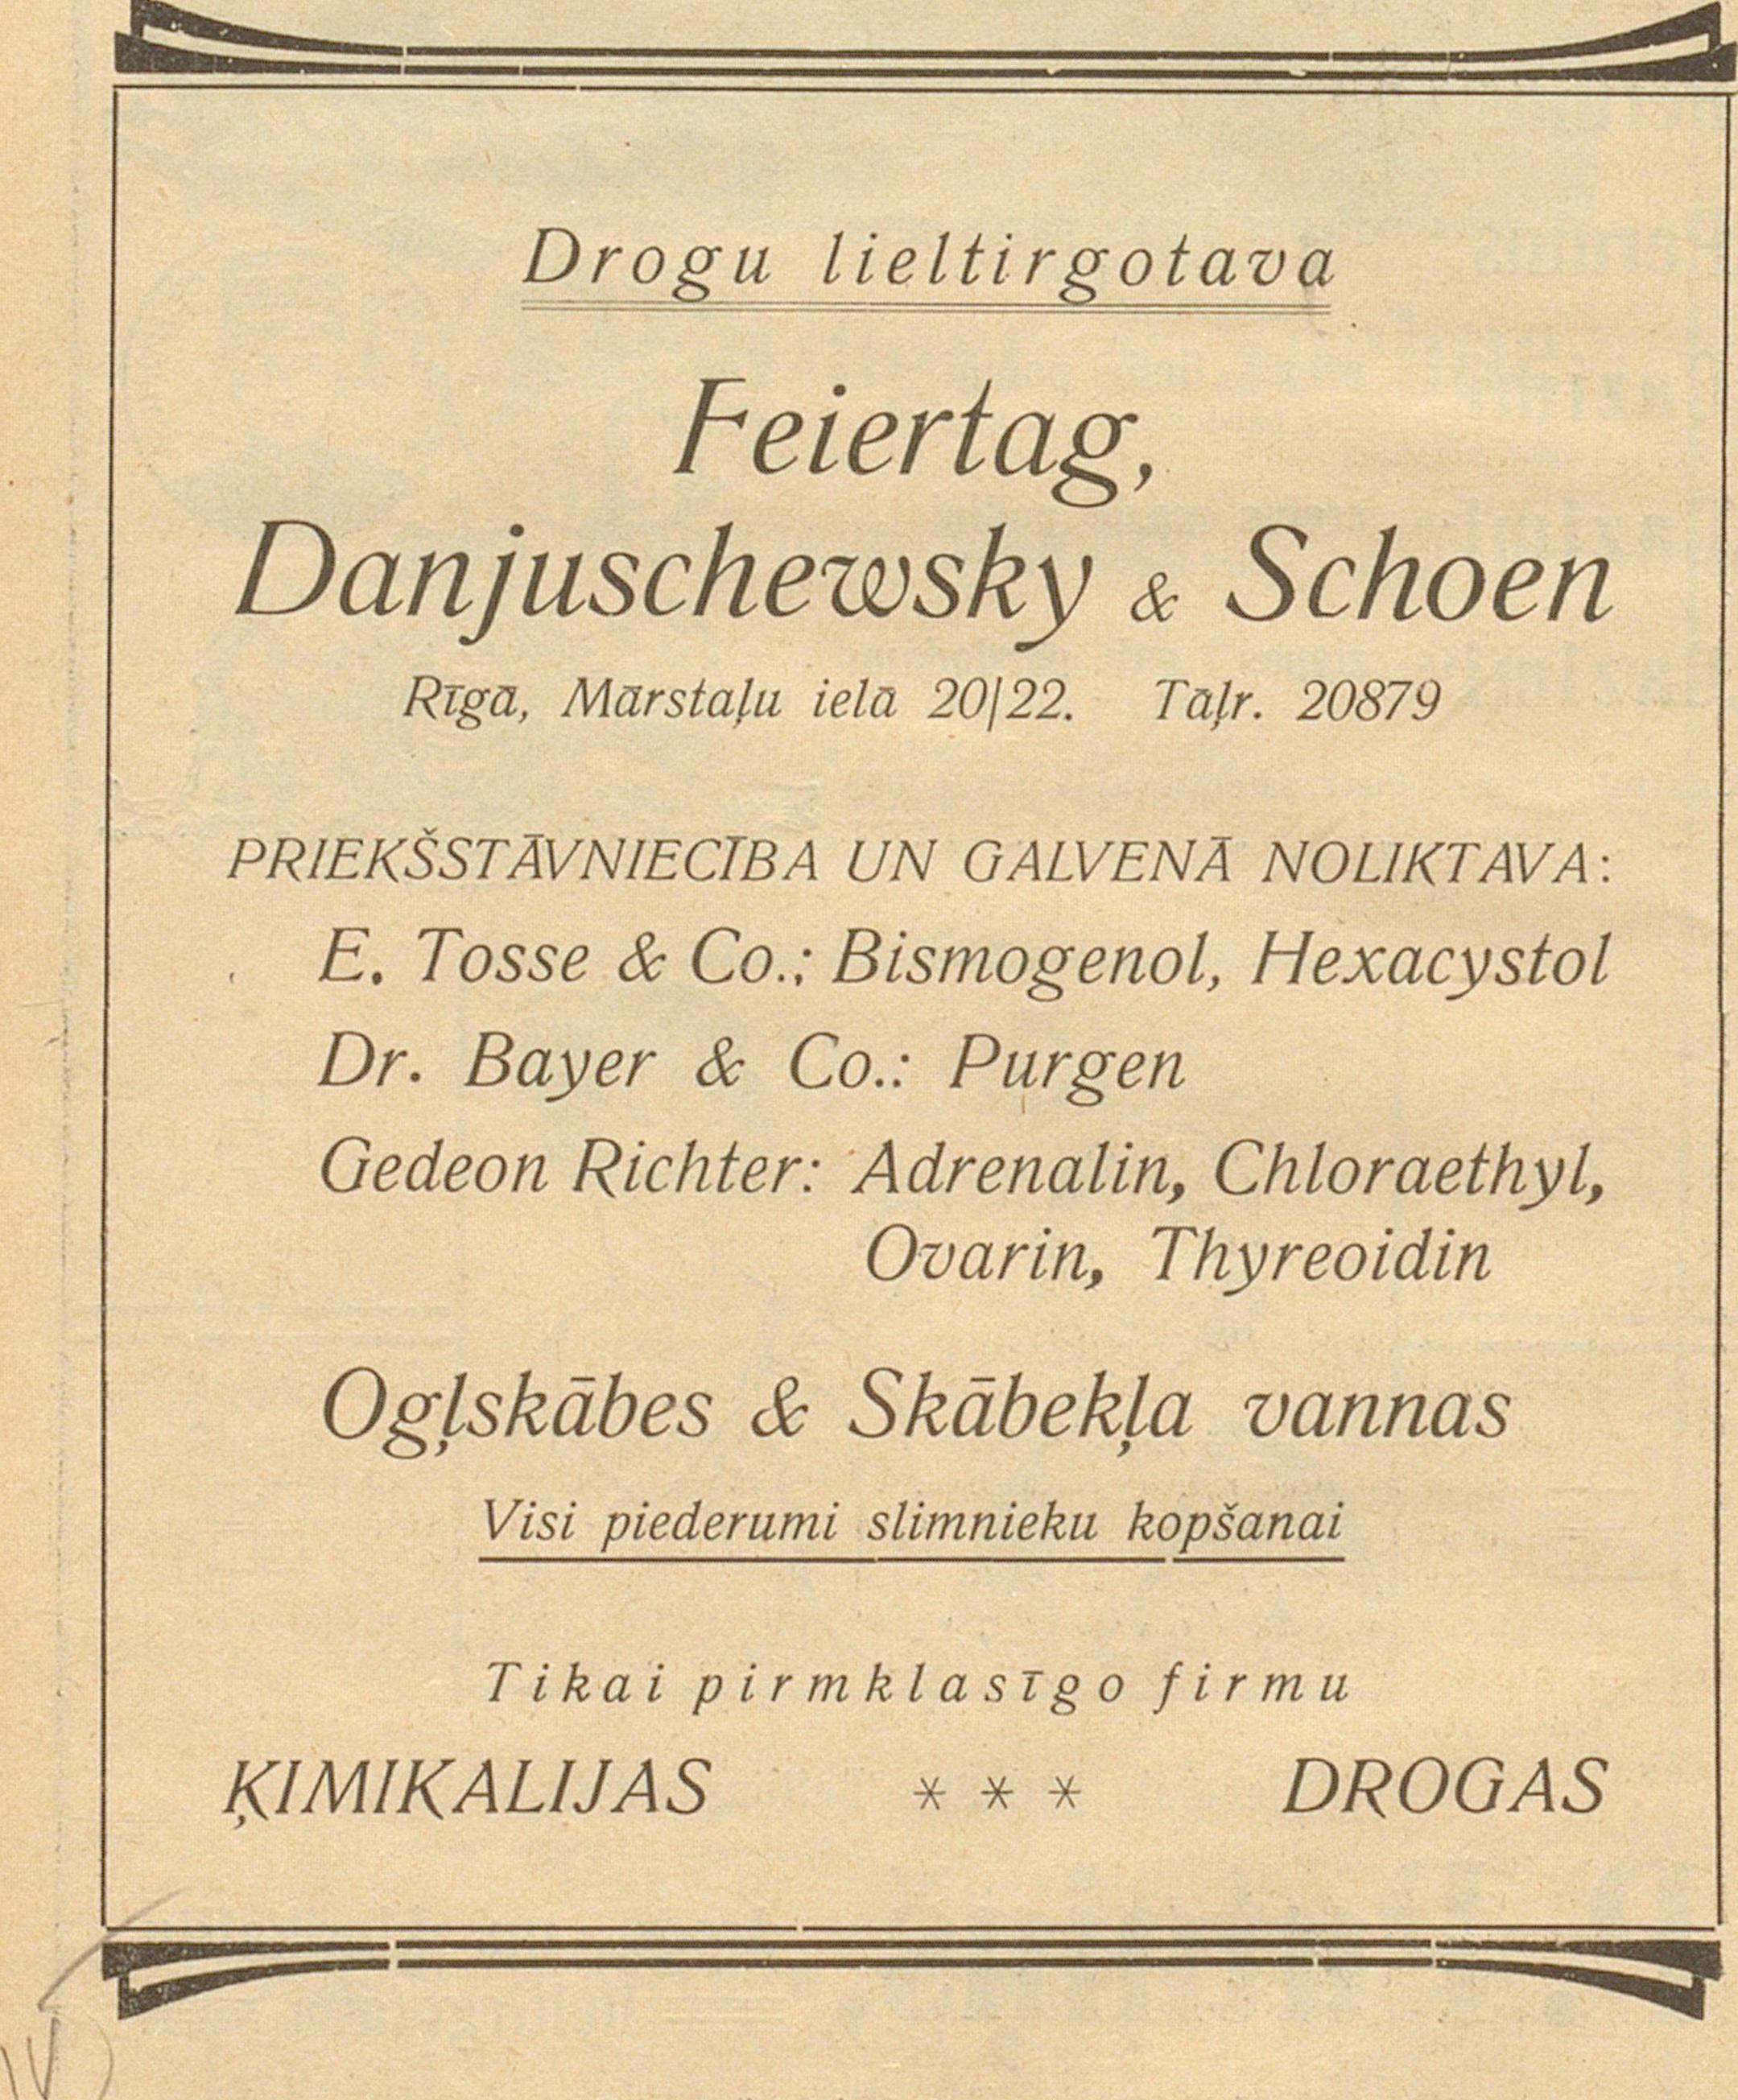 Drogu lieltirgotava
Feiertag,
Danjuschewsky & Schoen
Rīgā, Mārstaļu ielā 20|22. Tāļr. 20879
PRIEKŠSTĀVNIECĪBA UN GALVENĀ NOLIKTAVA:
E. Tosse & Co.: Bismogenol, Hexacystol
Dr. Bayer & Co.: Purgen
Gedeon Richter: Adrenalin, Chloraethyl,
Ovarin, Thyreoidin
Ogļskābes & Skābekļa vannas
Visi piederumi slimnieku kopšanai
Tikai pirmklasīgo firmu
ĶIMIKALIJAS * * * DROGAS